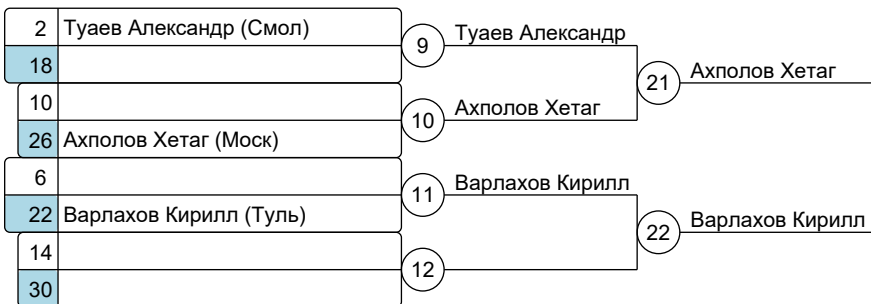 2 Туаев Александр (Смол)
18
9 Туаев Александр
10
26 Ахполов Хетаг (Моск)
10 Ахполов Хетаг
21 Ахполов Хетаг
6
22 Варлахов Кирилл (Туль)
11 Варлахов Кирилл
14
30
12
22 Варлахов Кирилл